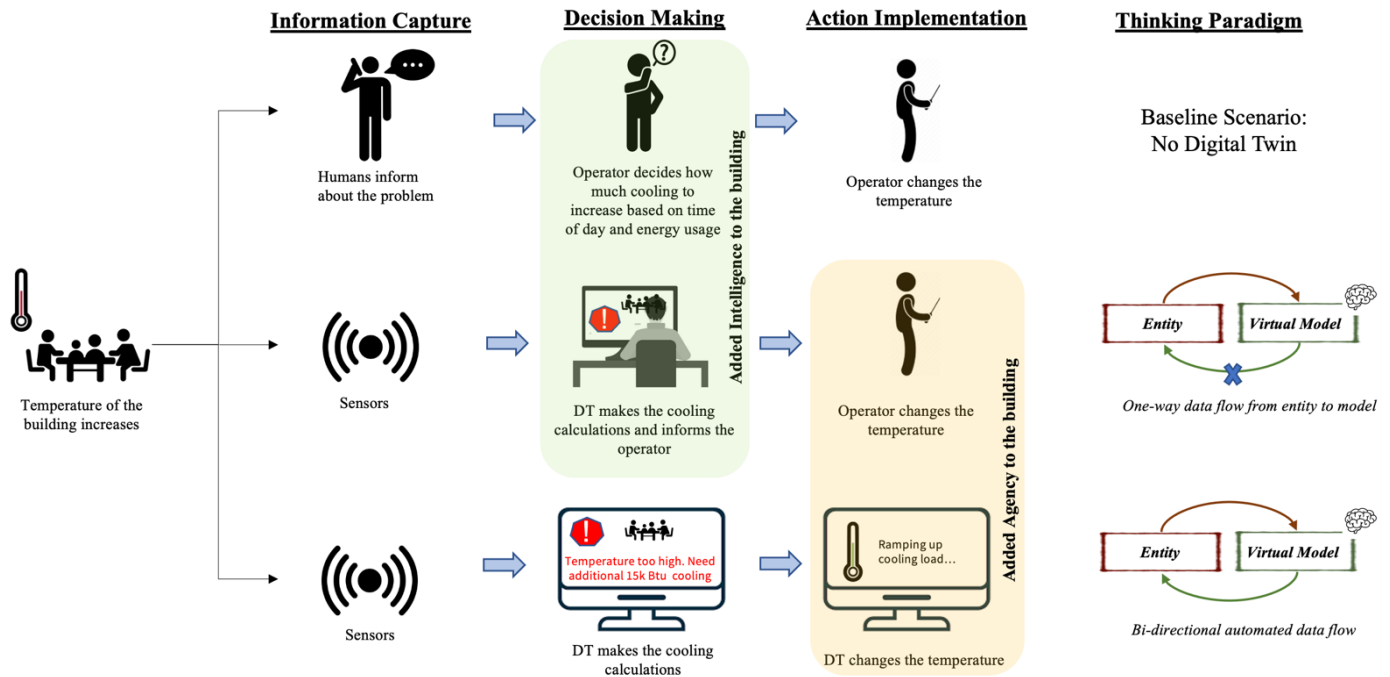 Information Capture
Decision Making
Action Implementation
Thinking Paradigm
?
Humans inform
about the problem
Operator decides how
much cooling to
increase based on time
of day and energy usage
Operator changes the
temperature
Baseline Scenario:
No Digital Twin
Added Intelligence to the building
Temperature of the
building increases
Sensors
!
DT makes the cooling
calculations and informs the
operator
Operator changes the
temperature
Entity
Virtual Model
One-way data flow from entity to model
Added Agency to the building
Sensors
!
Temperature too high. Need
additional 15k Btu cooling
DT makes the cooling
calculations
Ramping up
cooling load…
DT changes the temperature
Entity
Virtual Model
Bi-directional automated data flow